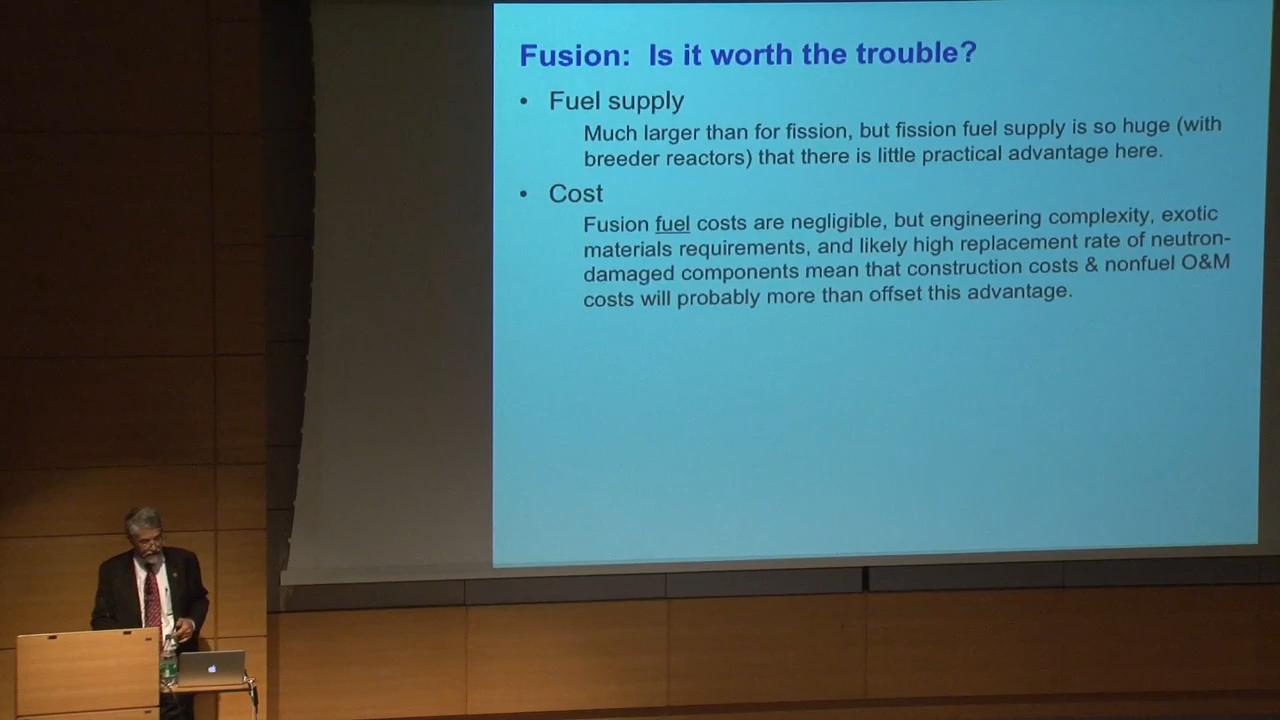 Fusion: Is it worth the trouble?
• Fuel supply
Much larger than for fission, but fission fuel supply is so huge (with
breeder reactors) that there is little practical advantage here.
• Cost
Fusion fuel costs are negligible, but engineering complexity, exotic
materials requirements, and likely high replacement rate of neutron-
damaged components mean that construction costs & nonfuel O&M
costs will probably more than offset this advantage.